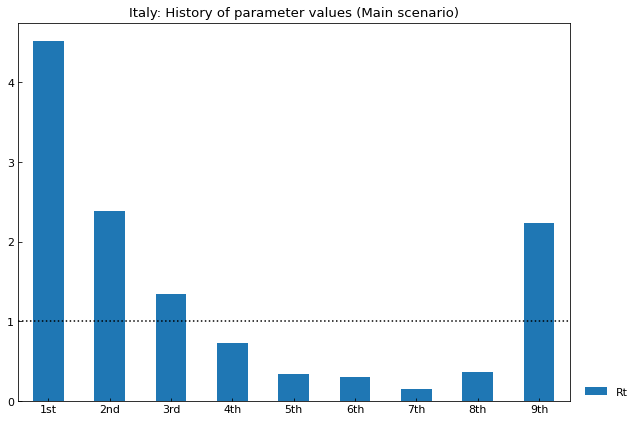 Italy: History of parameter values (Main scenario)
4
3
2
1
0
1st 2nd 3rd 4th 5th 6th 7th 8th 9th
Rt